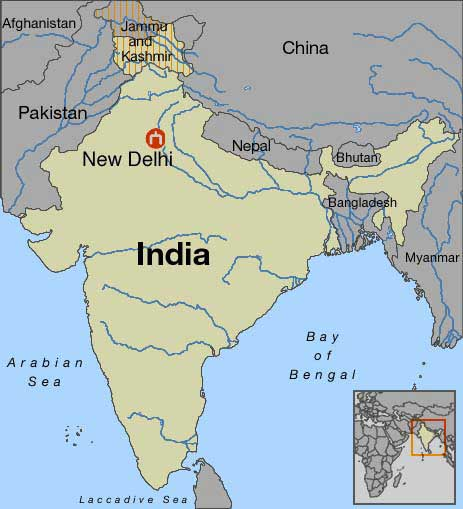 Afghanistan
Jammu
and
Kashmir
China
Pakistan
Nepal
New Delhi
Bhutan
Bangladesh
India
Myanmar
Bay
of
Bengal
Arabian
Sea
Laccadive Sea